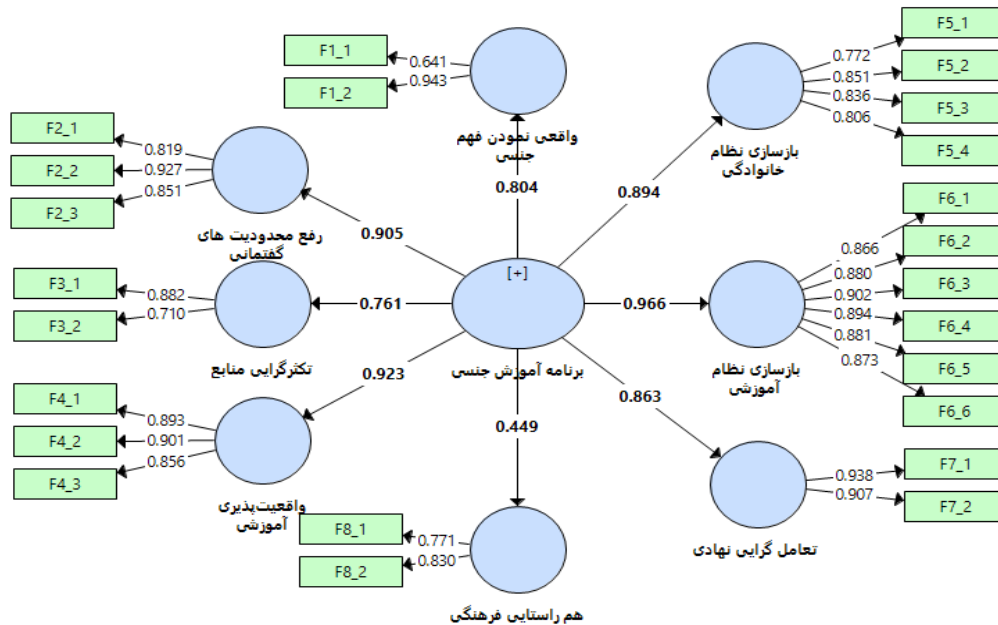 F1_1
F1_2
0.641
0.943
واقعی نمودن فهم
جنسی
0.804
F5_1
F5_2
F5_3
F5_4
0.772
0.851
0.836
0.806
بازسازی نظام
خانوادگی
0.894
F2_1
F2_2
F2_3
0.819
0.927
0.851
رفع محدودیت های
گفتمانی
0.905
F6_1
F6_2
F6_3
F6_4
F6_5
F6_6
0.866
0.880
0.902
0.894
0.881
0.873
بازسازی نظام
آموزشی
0.966
[+]
برنامه آموزش جنسی
F3_1
F3_2
0.882
0.710
تکثرگرایی منابع
0.761
F4_1
F4_2
F4_3
0.893
0.901
0.856
واقعیت‌پذیری
آموزشی
0.923
F7_1
F7_2
0.938
0.907
تعامل گرایی نهادی
0.863
F8_1
F8_2
0.771
0.830
هم راستایی فرهنگی
0.449